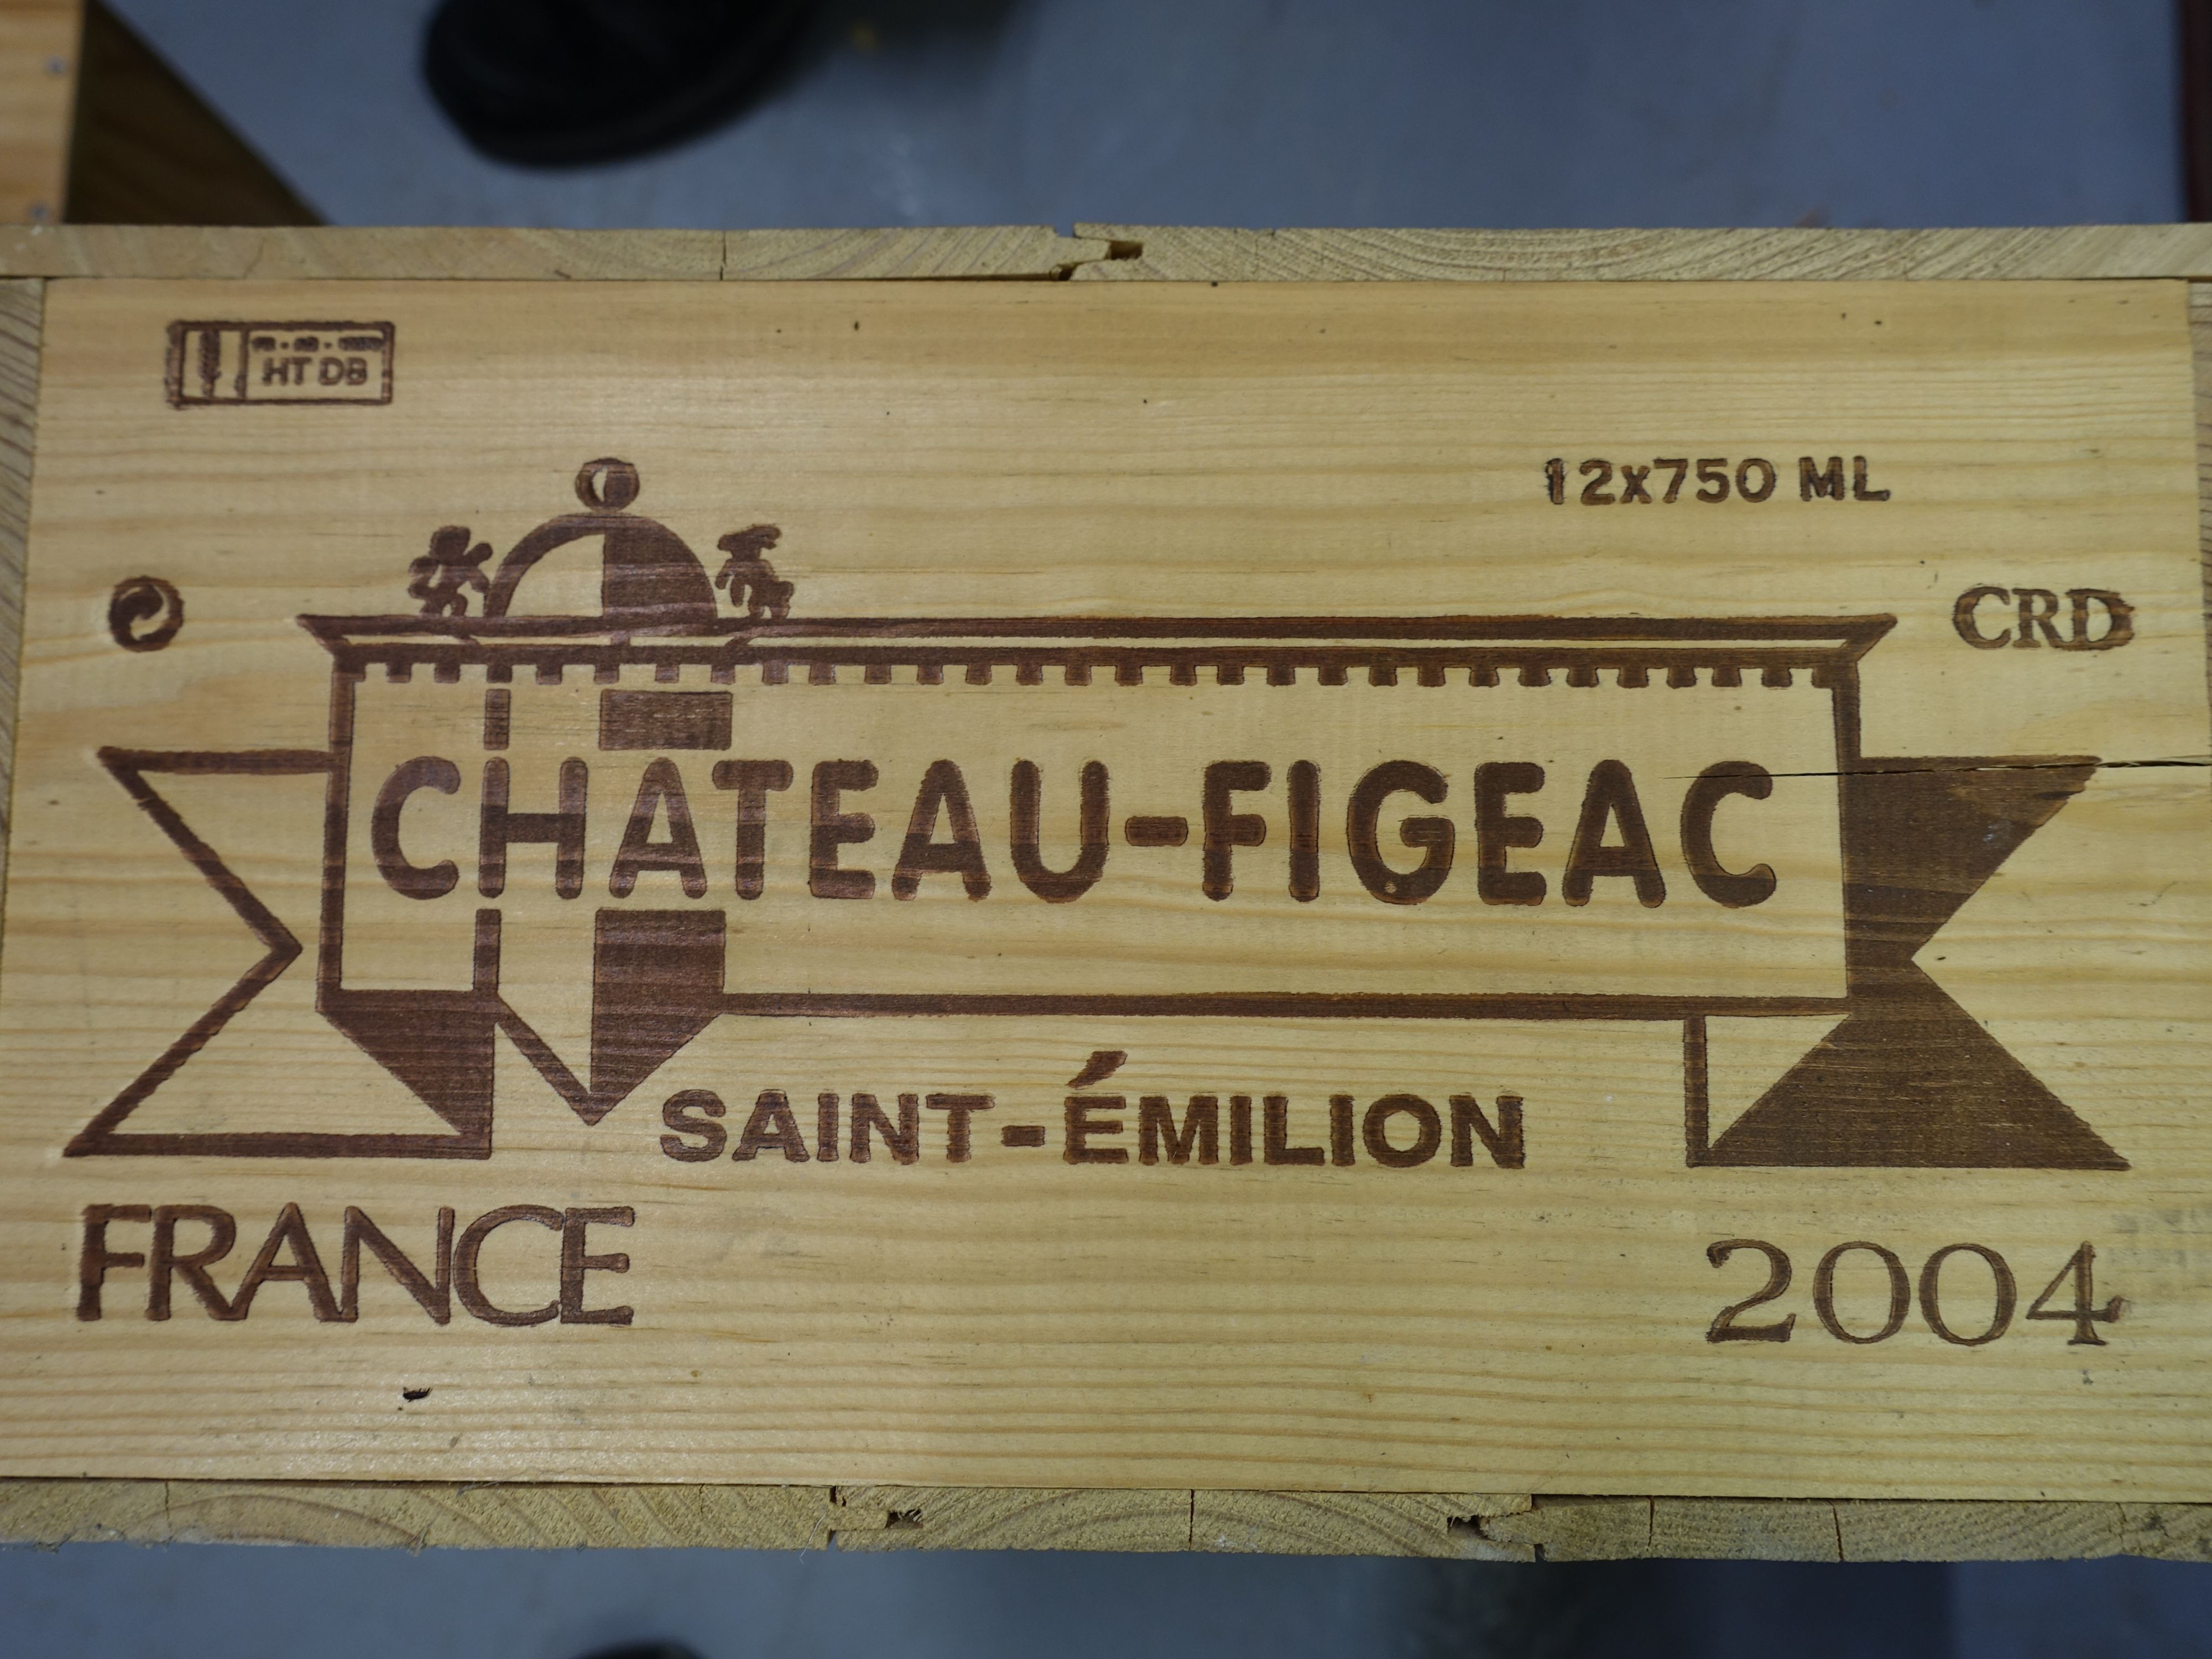 HT DB
12x750 ML
CRD
CHATEAU-FIGEAC
SAINT-ÉMILION
FRANCE
2004